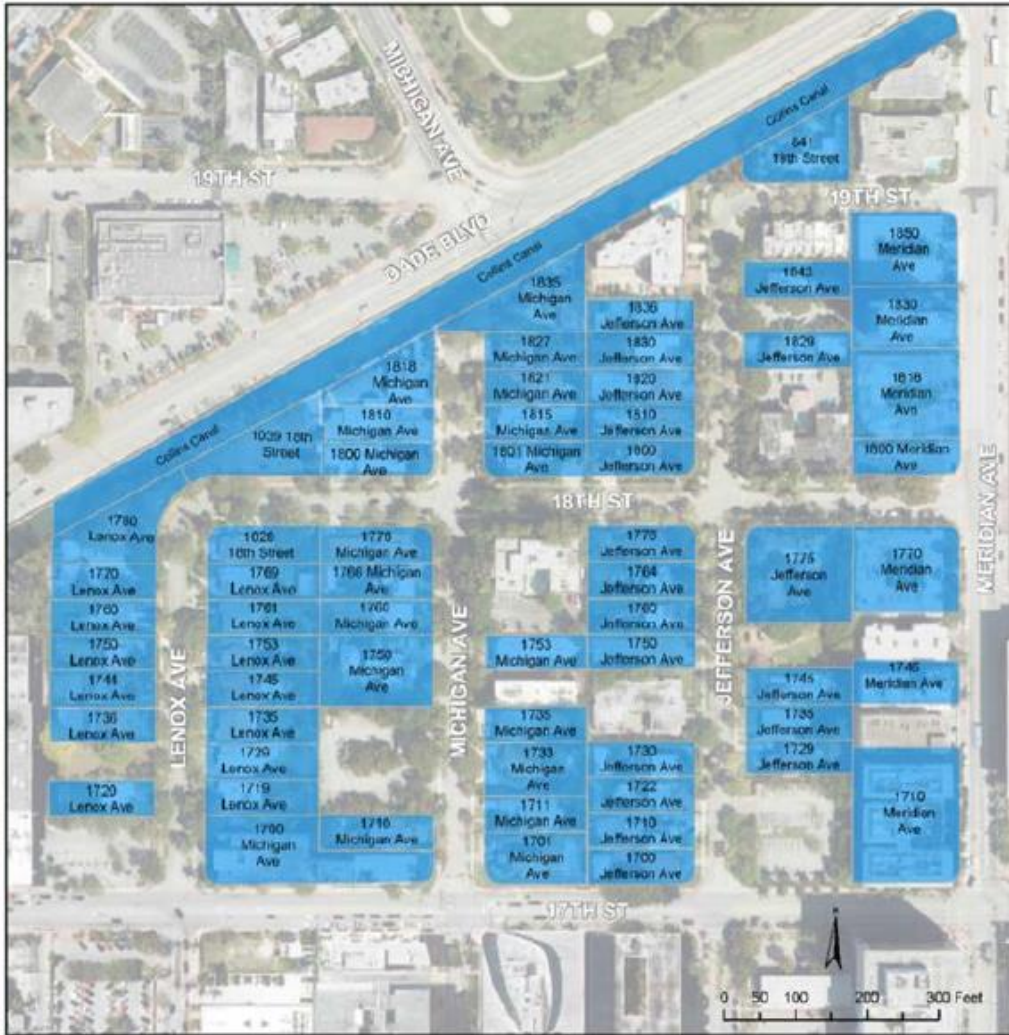 MICHIGAN AVE
19TH ST
DADE BLVD
Collins Canal
Collins Canal
Collins Canal
841
19th Street
19TH ST
1850
Meridian
Ave
1843
Jefferson Ave
1830
Meridian
Ave
1829
Jefferson Ave
1818
Meridian
Ave
1800 Meridian
Ave
1835
Michigan
Ave
1836
Jefferson Ave
1827
Michigan Ave
1830
Jefferson Ave
1821
Michigan Ave
1820
Jefferson Ave
1815
Michigan Ave
1810
Jefferson Ave
1801 Michigan
Ave
1800
Jefferson Ave
1818
Michigan
Ave
1810
Michigan Ave
1800 Michigan
Ave
1039 18th
Street
18TH ST
1780
Lenox Ave
1770
Lenox Ave
1760
Lenox Ave
1750
Lenox Ave
1744
Lenox Ave
1736
Lenox Ave
1720
Lenox Ave
LENOX AVE
18th Street
1769
Lenox Ave
1761
Lenox Ave
1753
Lenox Ave
1745
Lenox Ave
1735
Lenox Ave
1729
Lenox Ave
1719
Lenox Ave
1700
Michigan
Ave
Michigan Ave
1766 Michigan
Ave
1760
Michigan Ave
1750
Michigan
Ave
Michigan Ave
MICHIGAN AVE
1753
Michigan Ave
1735
Michigan Ave
1733
Michigan
Ave
1711
Michigan Ave
1701
Michigan
Ave
Jefferson Ave
1764
Jefferson Ave
1760
Jefferson Ave
1750
Jefferson Ave
1730
Jefferson Ave
1722
Jefferson Ave
1710
Jefferson Ave
1700
Jefferson Ave
JEFFERSON AVE
1775
Jefferson
Ave
1770
Meridian
Ave
1745
Jefferson Ave
Meridian Ave
1735
Jefferson Ave
1729
Jefferson Ave
1710
Meridian
Ave
MERIDIAN AVE
17TH ST
0 50 100 200 300 Feet